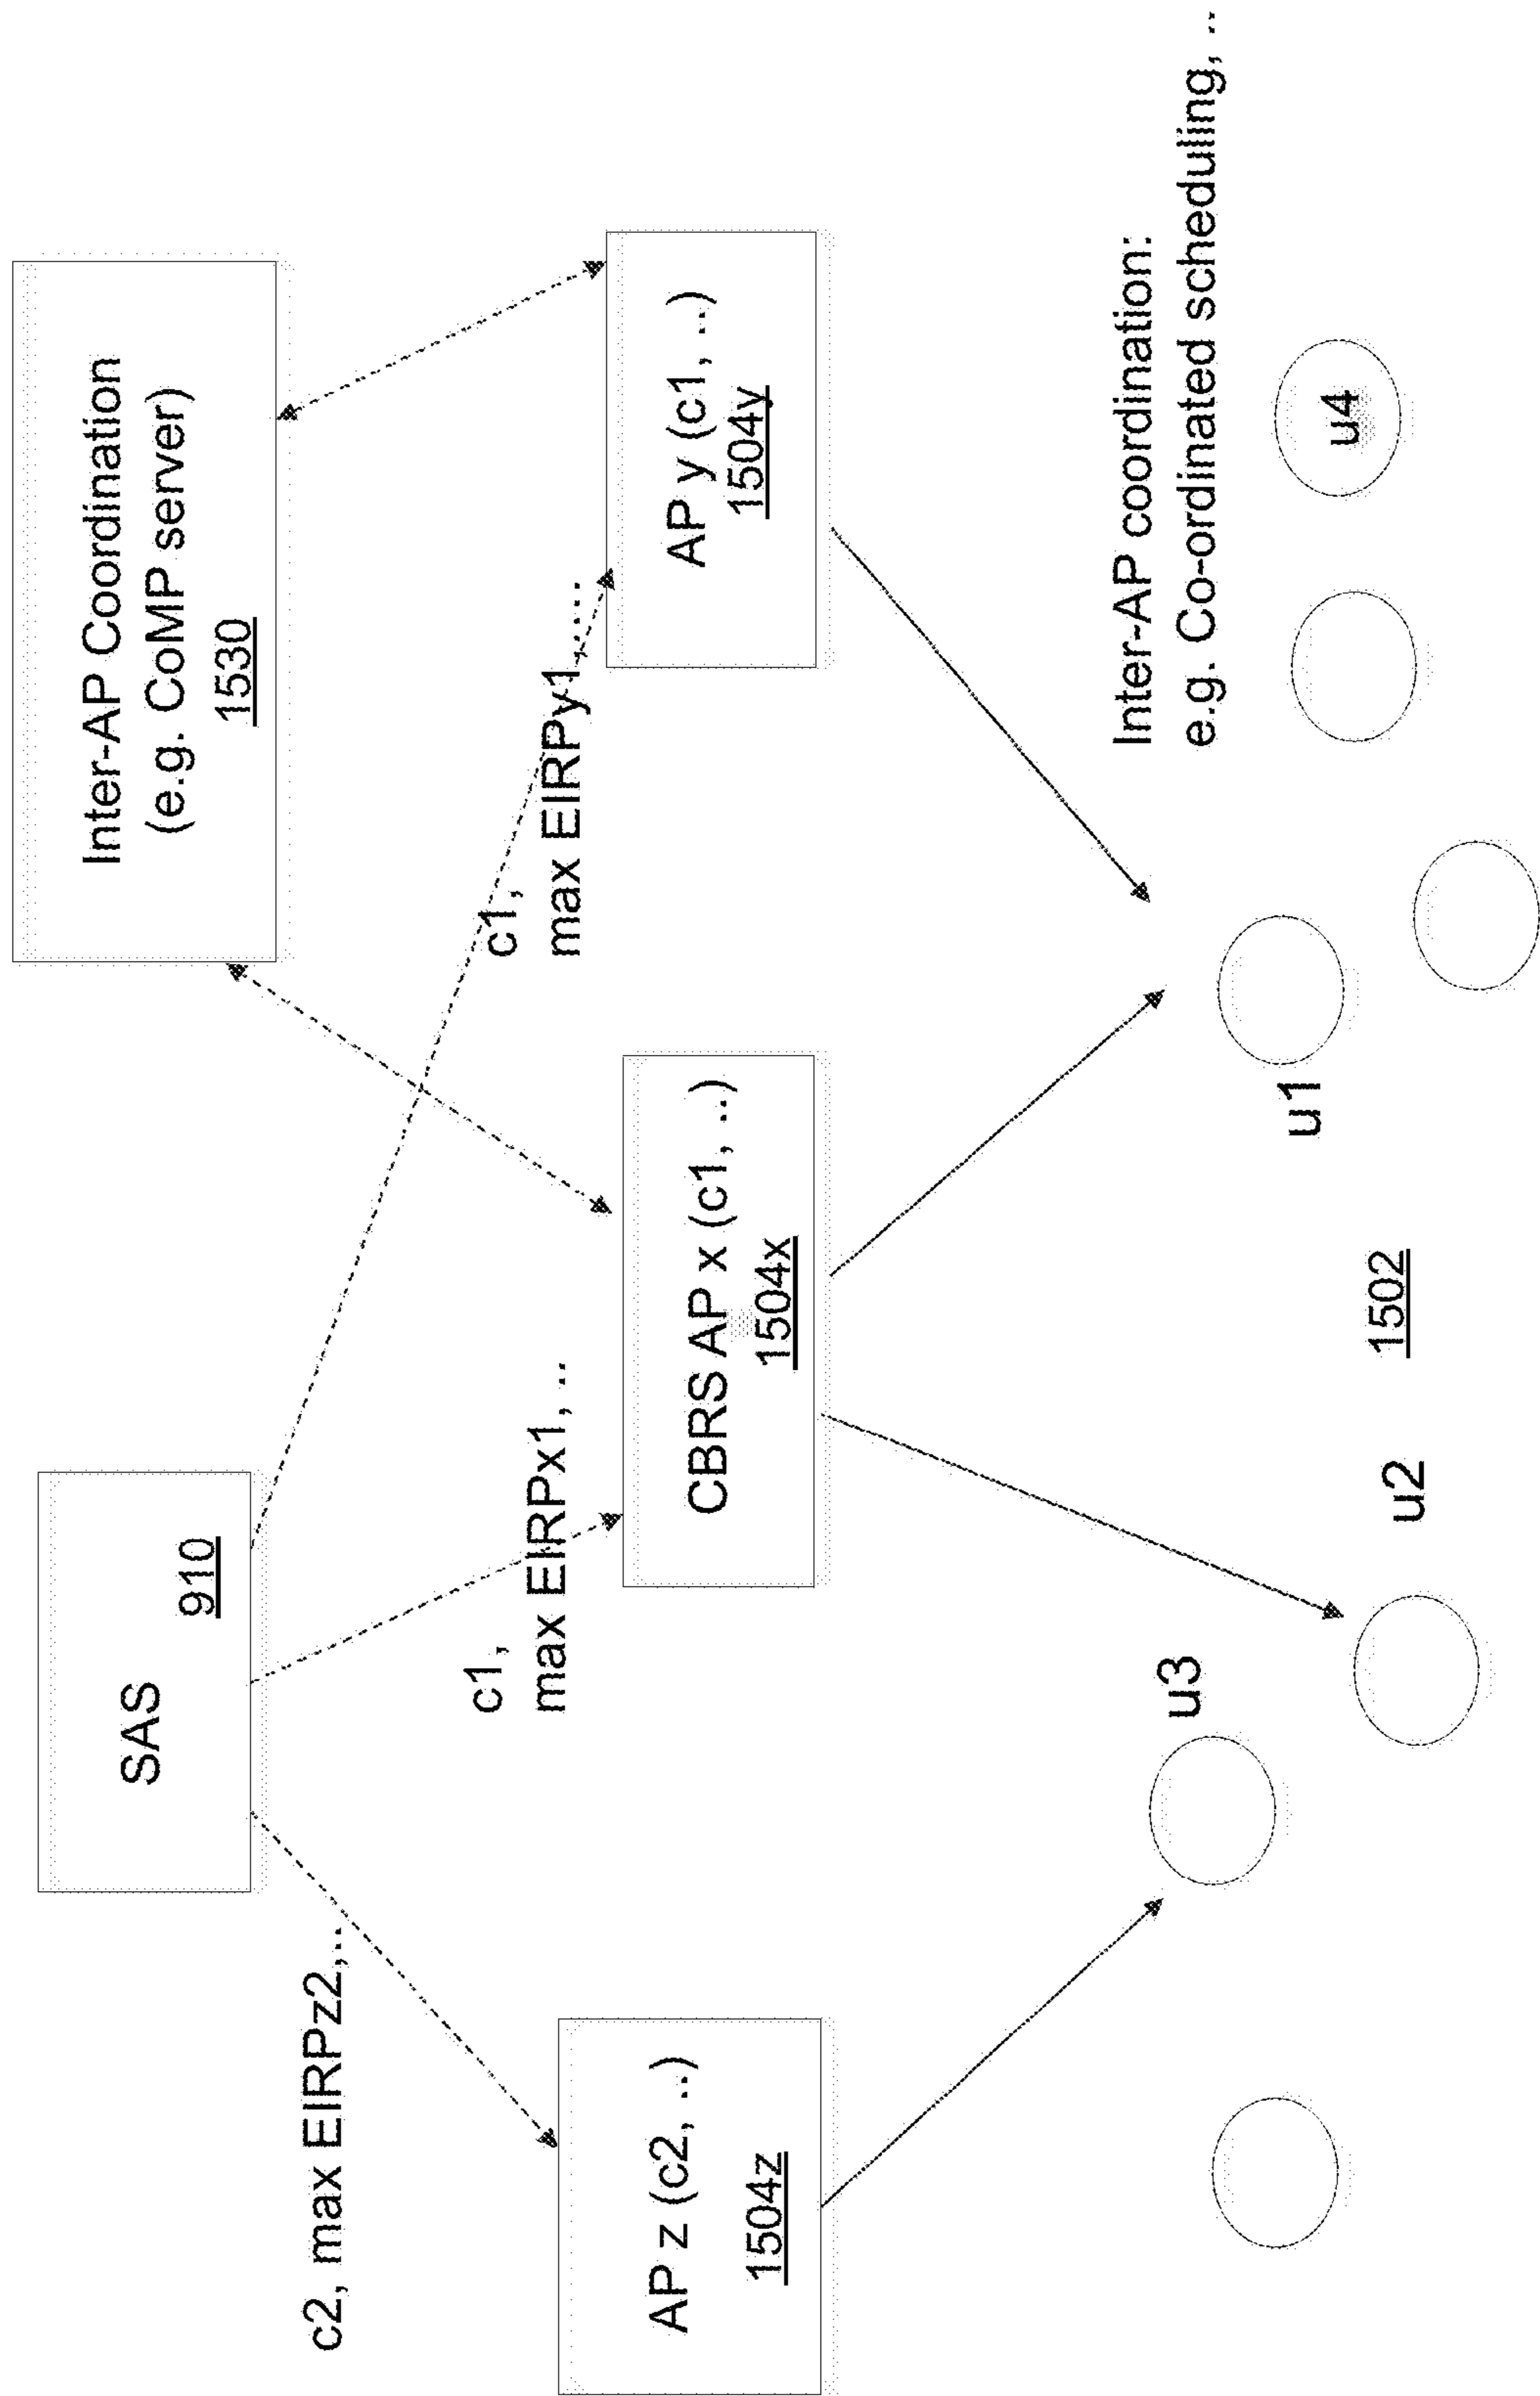 SAS
910
Inter-AP Coordination
(e.g. CoMP server)
1530
c2, max EIRPz2,..
c1,
max EIRPx1, ..
c1,
max EIRPy1,....
AP z (c2, ..)
1504z
CBRS AP x (c1, ..)
1504x
AP y (c1, ..)
1504y
Inter-AP coordination:
e.g. Co-ordinated scheduling, ..
u3
u2
1502
u1
u4